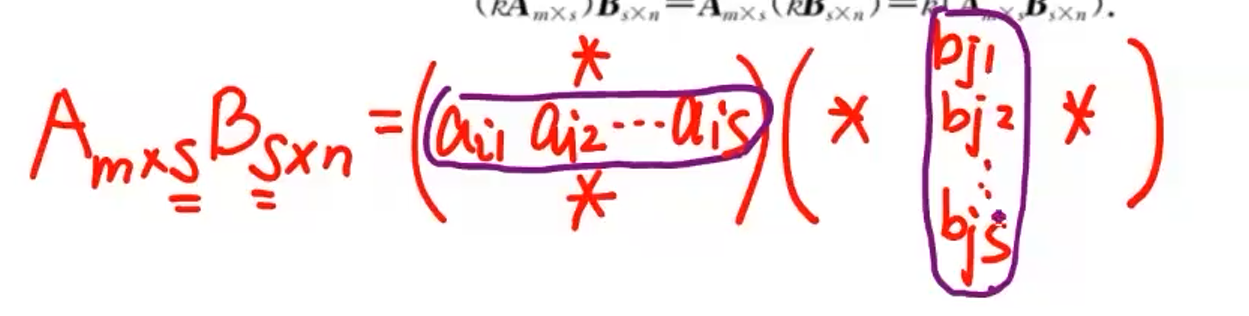 (kA_{m×s})B_{s×n}=A_{m×s}(kB_{s×n})=k(A_{m×s}B_{s×n}).
A_{m×s}B_{s×n} = ( * a_{i1} a_{i2} ··· a_{is} * ) ( * b_{j1} b_{j2} ⋮ b_{js} * )